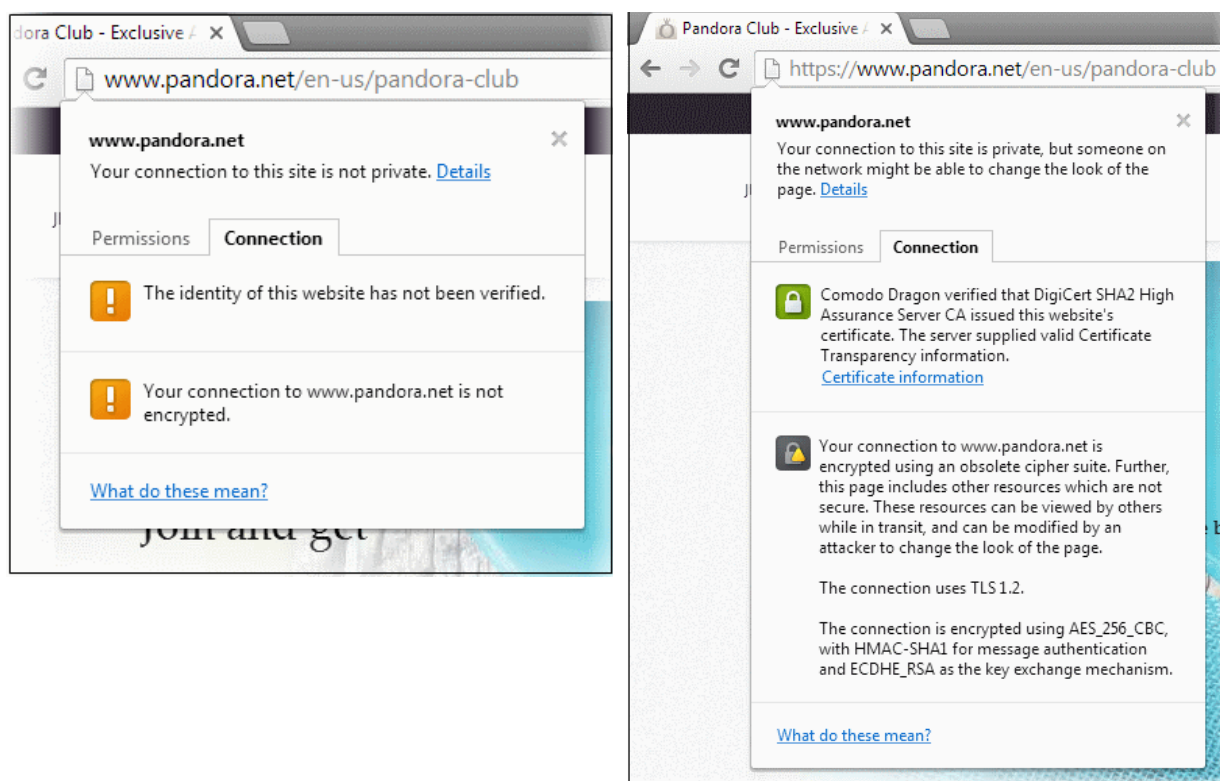 dora Club - Exclusive
www.pandora.net/en-us/pandora-club
www.pandora.net
Your connection to this site is not private. Details
Permissions
Connection
The identity of this website has not been verified.
Your connection to www.pandora.net is not
encrypted.
What do these mean?
Join and get
Pandora Club - Exclusive
https://www.pandora.net/en-us/pandora-club
www.pandora.net
Your connection to this site is private, but someone on
the network might be able to change the look of the
page. Details
Permissions
Connection
Comodo Dragon verified that DigiCert SHA2 High
Assurance Server CA issued this website's
certificate. The server supplied valid Certificate
Transparency information.
Certificate information
Your connection to www.pandora.net is
encrypted using an obsolete cipher suite. Further,
this page includes other resources which are not
secure. These resources can be viewed by others
while in transit, and can be modified by an
attacker to change the look of the page.
The connection uses TLS 1.2.
The connection is encrypted using AES_256_CBC,
with HMAC-SHA1 for message authentication
and ECDHE_RSA as the key exchange mechanism.
What do these mean?